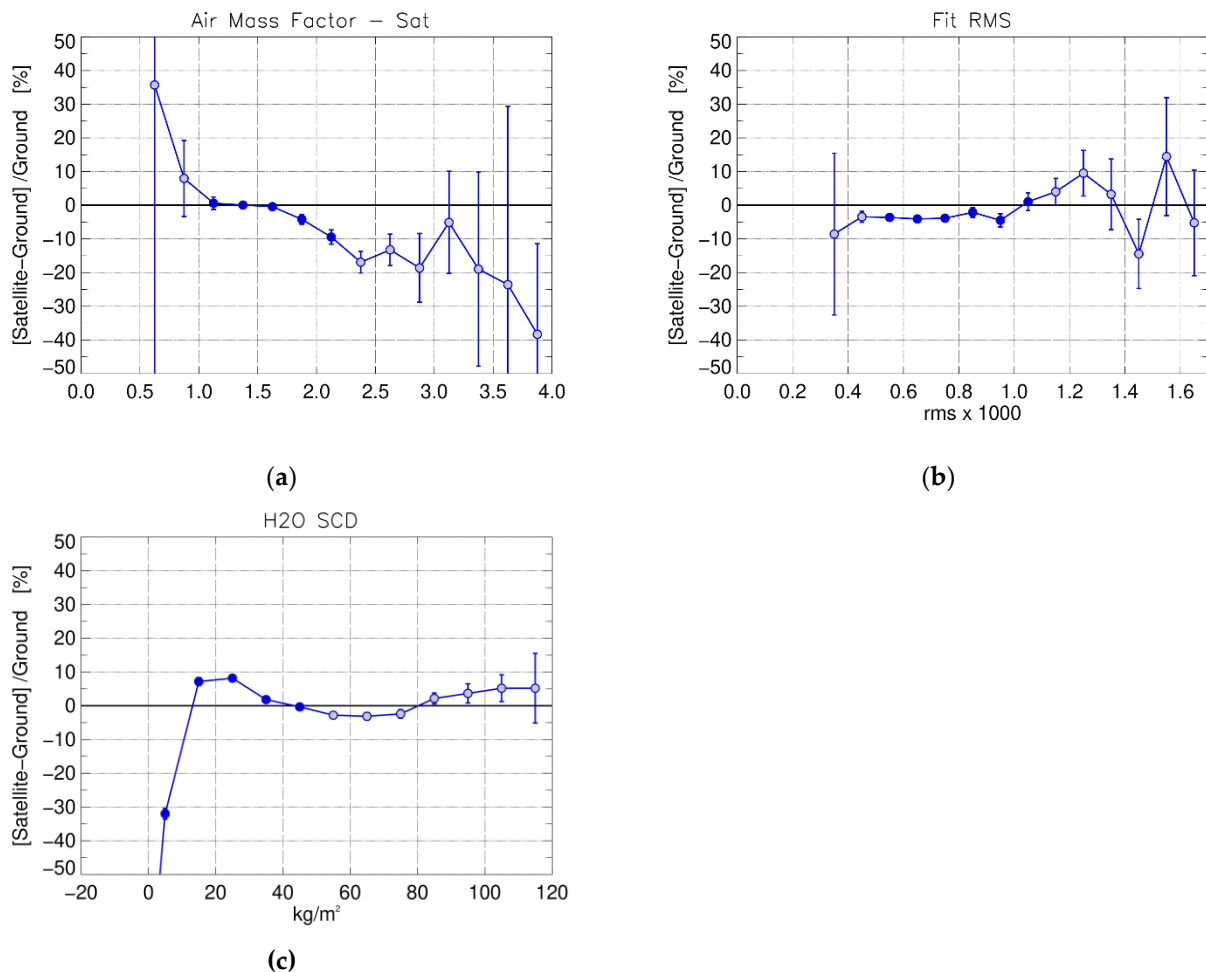 Air Mass Factor – Sat
[Satellite–Ground] /Ground [%]
50
40
30
20
10
0
−10
−20
−30
−40
−50
0.0 0.5 1.0 1.5 2.0 2.5 3.0 3.5 4.0
(a)
Fit RMS
[Satellite–Ground] /Ground [%]
50
40
30
20
10
0
−10
−20
−30
−40
−50
0.0 0.2 0.4 0.6 0.8 1.0 1.2 1.4 1.6
rms x 1000
(b)
H2O SCD
[Satellite–Ground] /Ground [%]
50
40
30
20
10
0
−10
−20
−30
−40
−50
−20 0 20 40 60 80 100 120
kg/m²
(c)